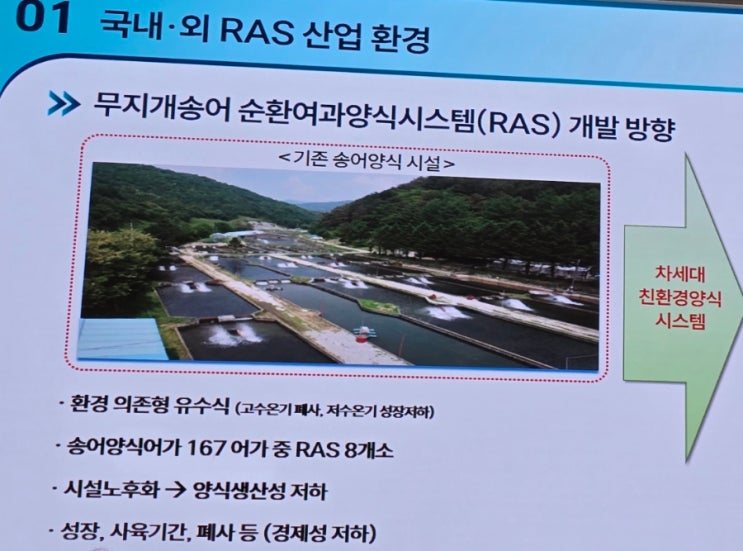 01 국내·외 RAS 산업 환경
무지개송어 순환여과양식시스템(RAS) 개발 방향
<기존 송어양식 시설>
차세대
친환경양식
시스템
· 환경 의존형 유수식 (고수온기 폐사, 저수온기 성장저하)
· 송어양식어가 167 어가 중 RAS 8개소
· 시설노후화 → 양식생산성 저하
· 성장, 사육기간, 폐사 등 (경제성 저하)